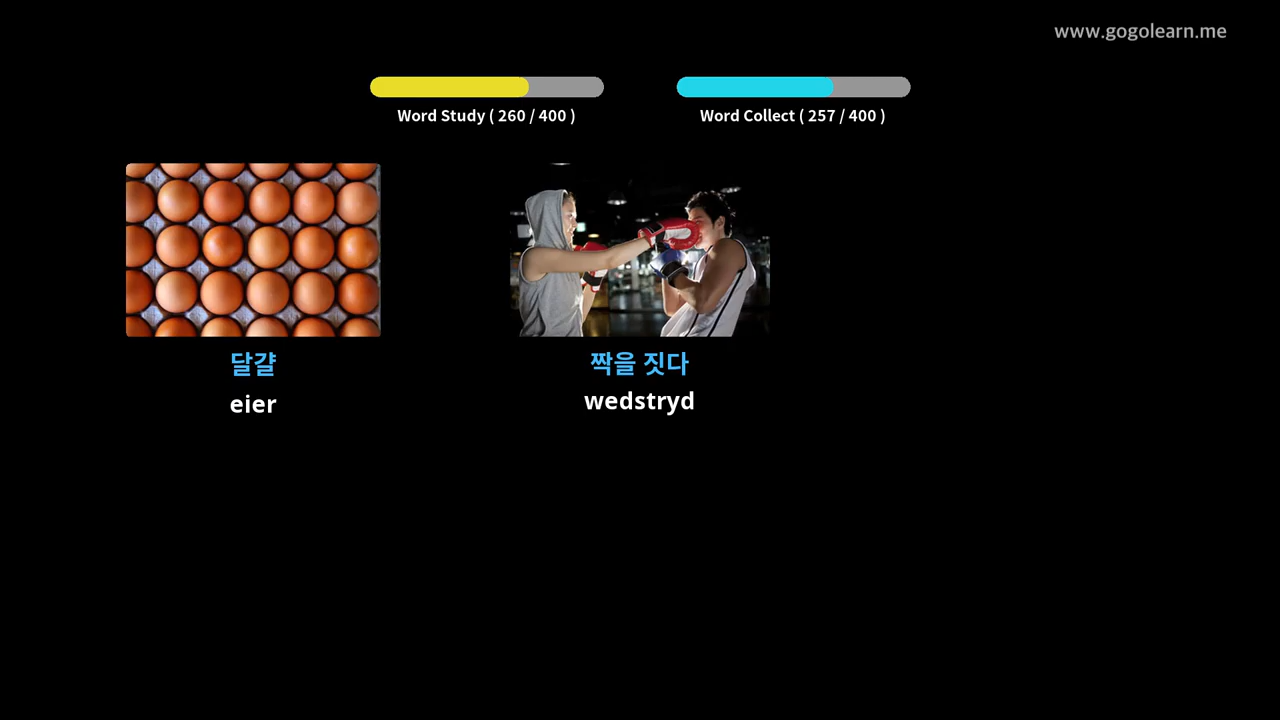 www.gogolearn.me
Word Study ( 260 / 400 )
Word Collect ( 257 / 400 )
달걀
eier
짝을 짓다
wedstryd